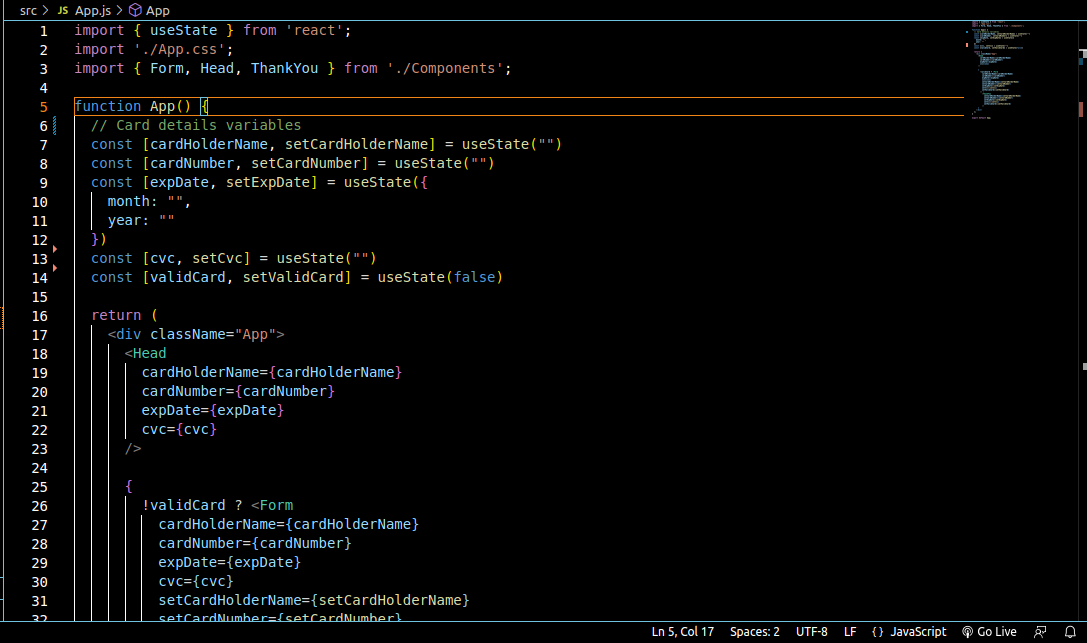 src > JS App.js > App
1 import { useState } from 'react';
2 import './App.css';
3 import { Form, Head, ThankYou } from './Components';
4
5 function App() {
6   // Card details variables
7   const [cardHolderName, setCardHolderName] = useState("")
8   const [cardNumber, setCardNumber] = useState("")
9   const [expDate, setExpDate] = useState({
10     month: "",
11     year: ""
12   })
13   const [cvc, setCvc] = useState("")
14   const [validCard, setValidCard] = useState(false)
15
16   return (
17     <div className="App">
18       <Head
19         cardHolderName={cardHolderName}
20         cardNumber={cardNumber}
21         expDate={expDate}
22         cvc={cvc}
23       />
24
25       {
26         !validCard ? <Form
27           cardHolderName={cardHolderName}
28           cardNumber={cardNumber}
29           expDate={expDate}
30           cvc={cvc}
31           setCardHolderName={setCardHolderName}
32           setCardNumber={setCardNumber}
Ln 5, Col 17 Spaces: 2 UTF-8 LF {} JavaScript Go Live